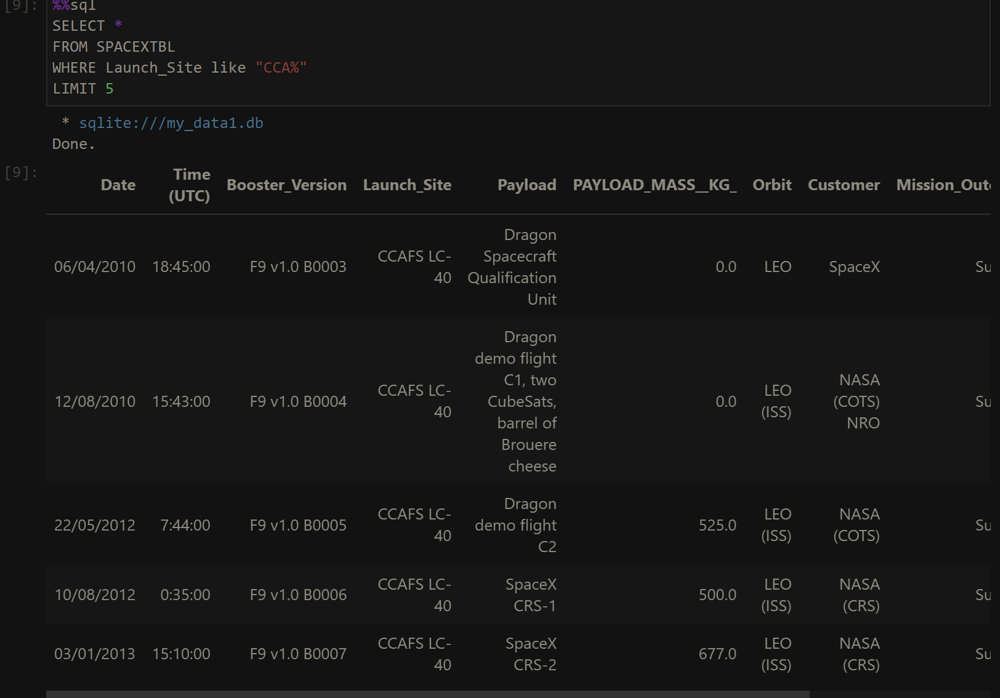 [9]: %%sql
SELECT *
FROM SPACEXTBL
WHERE Launch_Site like "CCA%"
LIMIT 5
* sqlite:///my_data1.db
Done.
[9]:
Date Time (UTC) Booster_Version Launch_Site Payload PAYLOAD_MASS__KG_ Orbit Customer Mission_Out
06/04/2010 18:45:00 F9 v1.0 B0003 CCAFS LC-40 Dragon Spacecraft Qualification Unit 0.0 LEO SpaceX Su
12/08/2010 15:43:00 F9 v1.0 B0004 CCAFS LC-40 Dragon demo flight C1, two CubeSats, barrel of Brouere cheese 0.0 LEO (ISS) NASA (COTS) NRO Su
22/05/2012 7:44:00 F9 v1.0 B0005 CCAFS LC-40 Dragon demo flight C2 525.0 LEO (ISS) NASA (COTS) Su
10/08/2012 0:35:00 F9 v1.0 B0006 CCAFS LC-40 SpaceX CRS-1 500.0 LEO (ISS) NASA (CRS) Su
03/01/2013 15:10:00 F9 v1.0 B0007 CCAFS LC-40 SpaceX CRS-2 677.0 LEO (ISS) NASA (CRS) Su